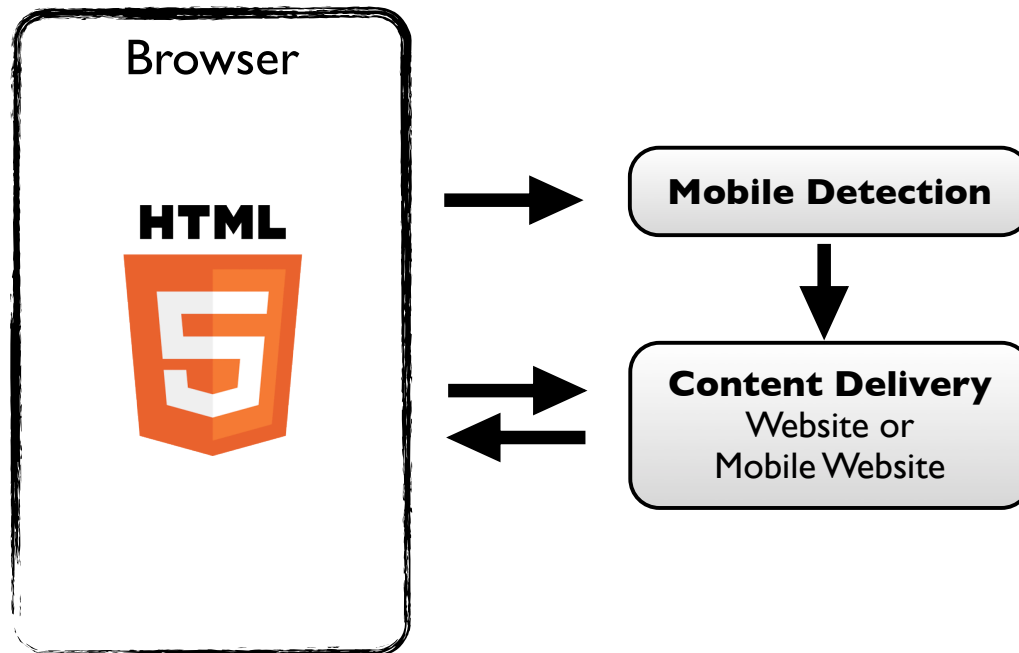 Browser
HTML
5
Mobile Detection
Content Delivery
Website or
Mobile Website